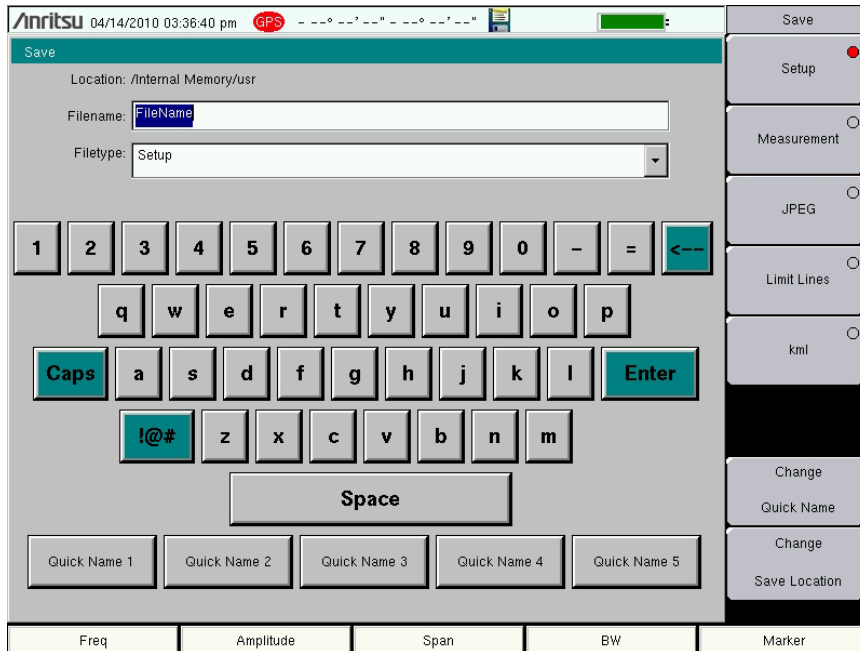 /Inritsu 04/14/2010 03:36:40 pm GPS - --° --'--" - --° --'--"
Save
Save
Location: /Internal Memory/usr
Filename: FileName
Filetype: Setup
1 2 3 4 5 6 7 8 9 0 - = <--
q w e r t y u i o p
Caps a s d f g h j k l Enter
!@# z x c v b n m
Space
Quick Name 1 Quick Name 2 Quick Name 3 Quick Name 4 Quick Name 5
Setup
Measurement
JPEG
Limit Lines
kml
Change
Quick Name
Change
Save Location
Freq Amplitude Span BW Marker